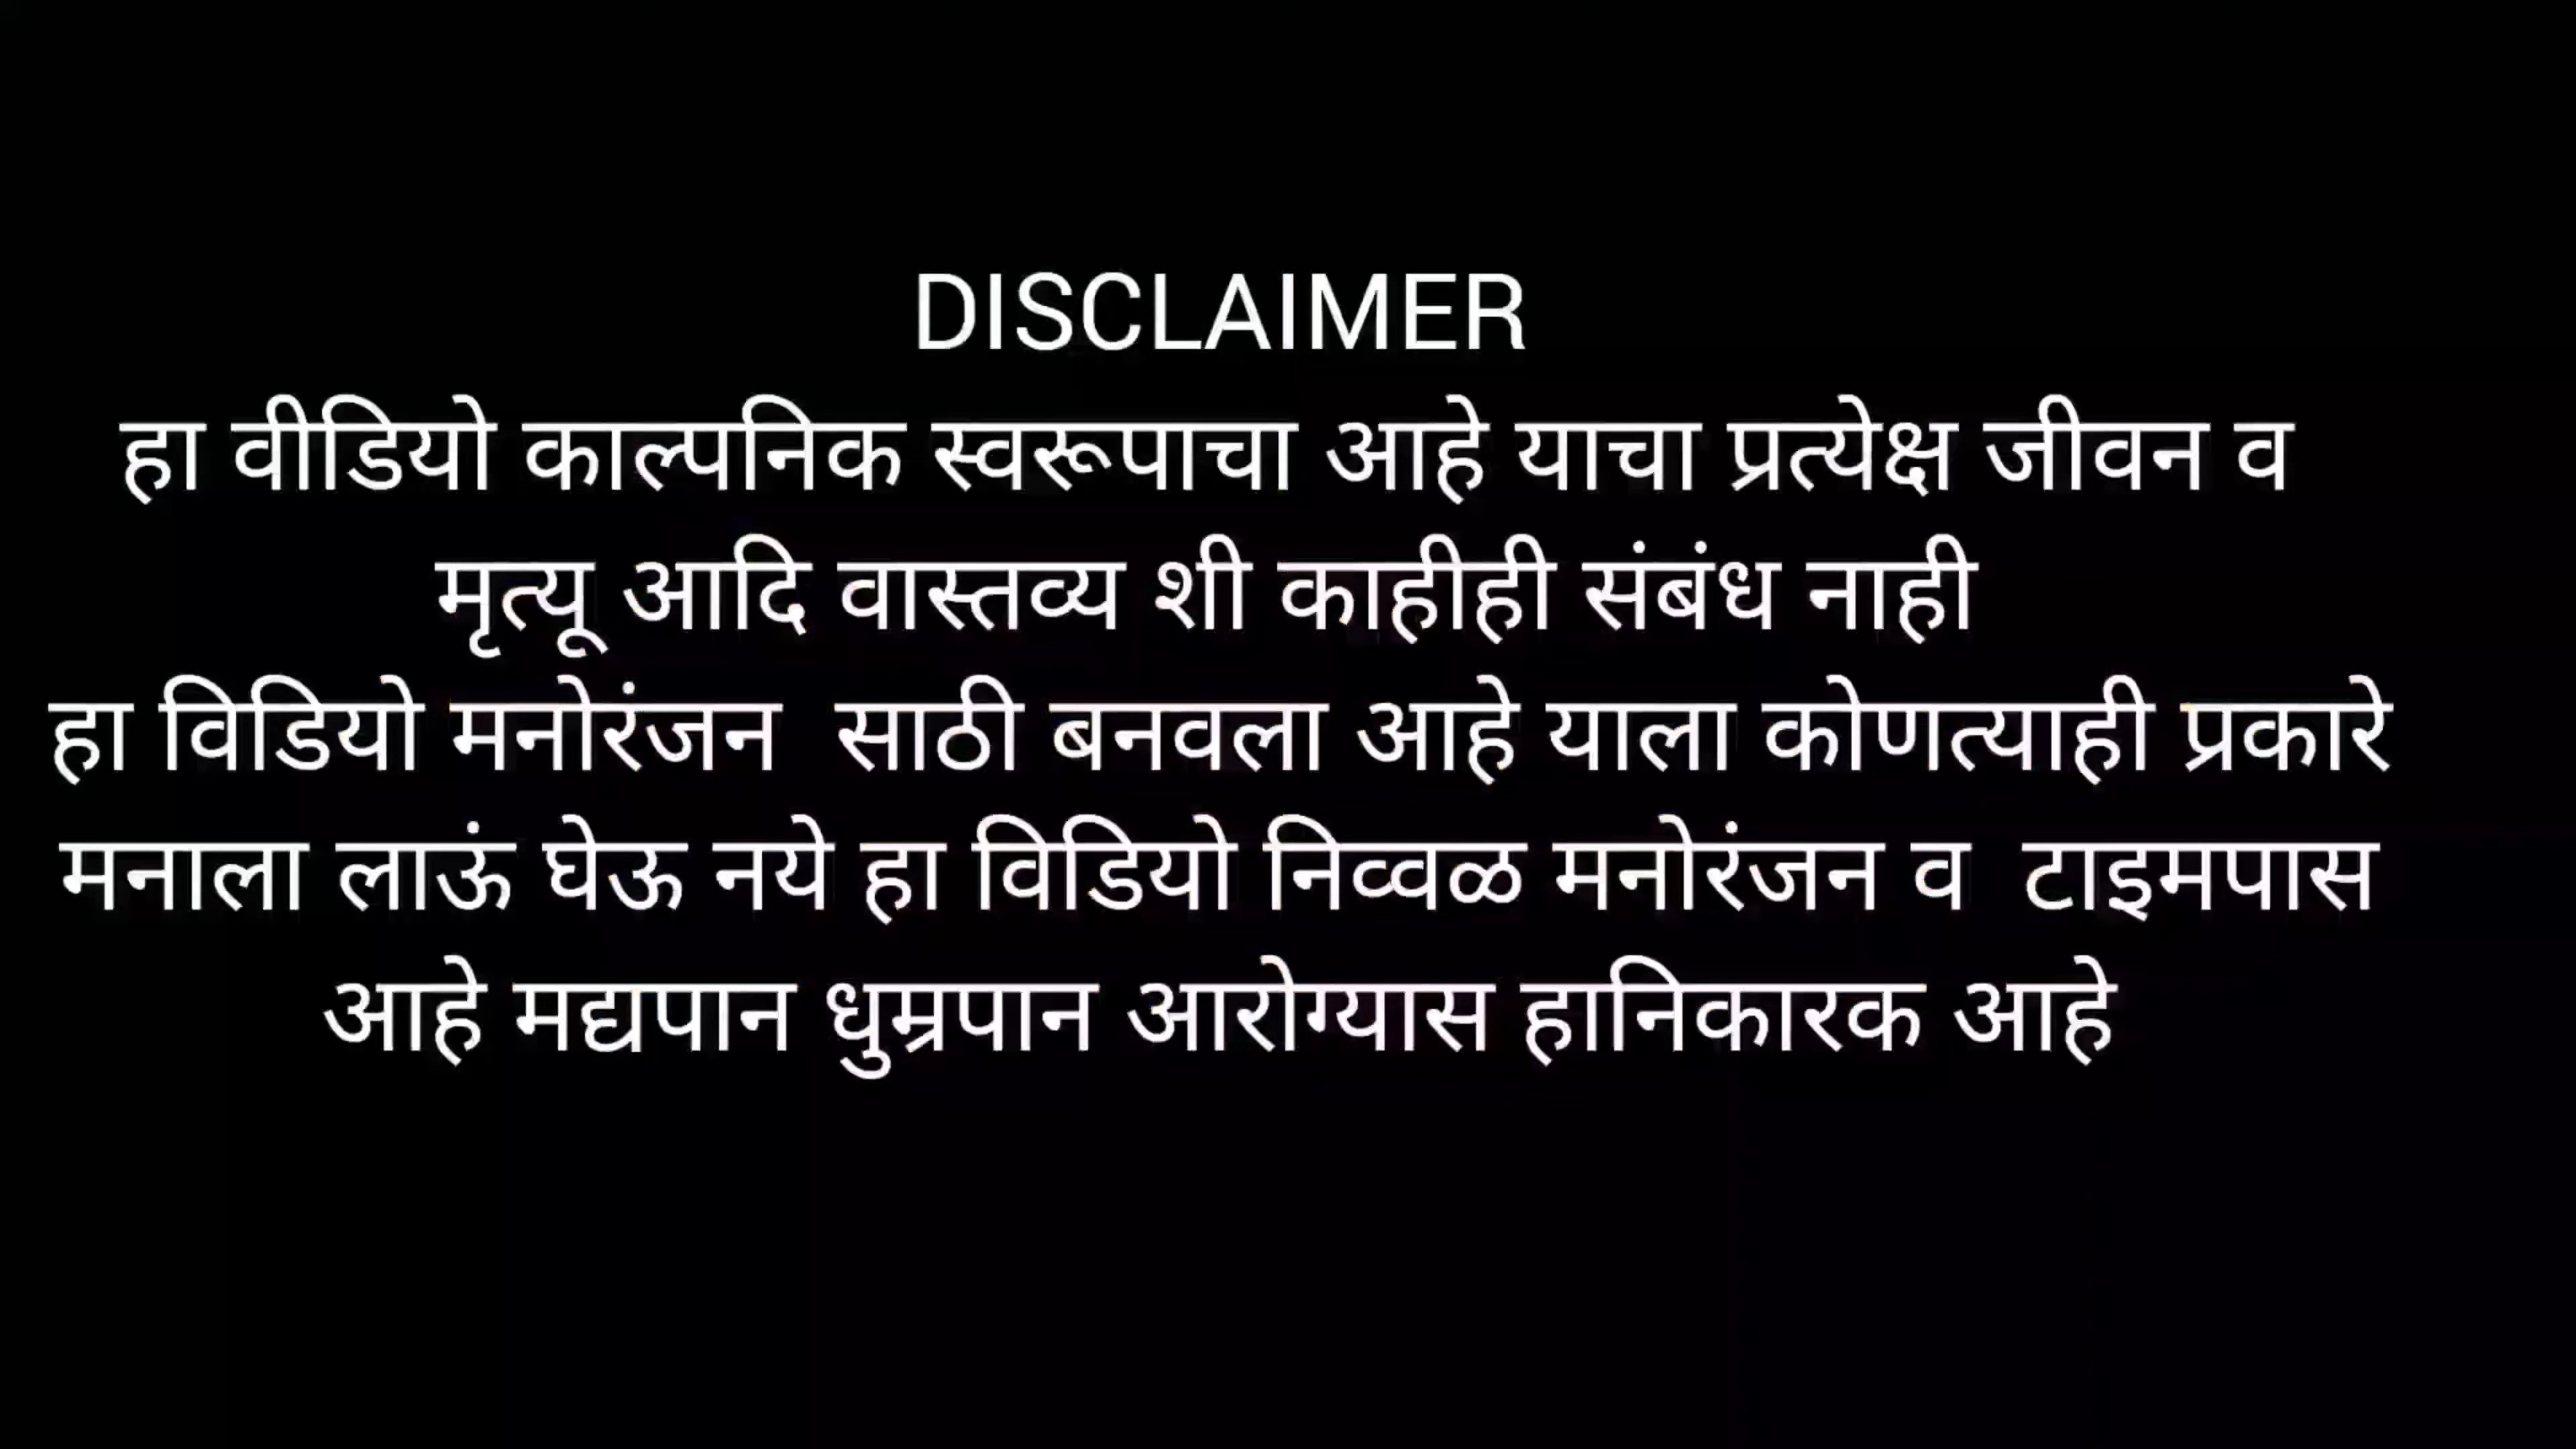 DISCLAIMER
हा वीडियो काल्पनिक स्वरूपाचा आहे याचा प्रत्येक्ष जीवन व
मृत्यू आदि वास्तव्य शी काहीही संबंध नाही
हा विडियो मनोरंजन  साठी बनवला आहे याला कोणत्याही प्रकारे
मनाला लाऊं घेऊ नये हा विडियो निव्वळ मनोरंजन व  टाइमपास
आहे मद्यपान धुम्रपान आरोग्यास हानिकारक आहे